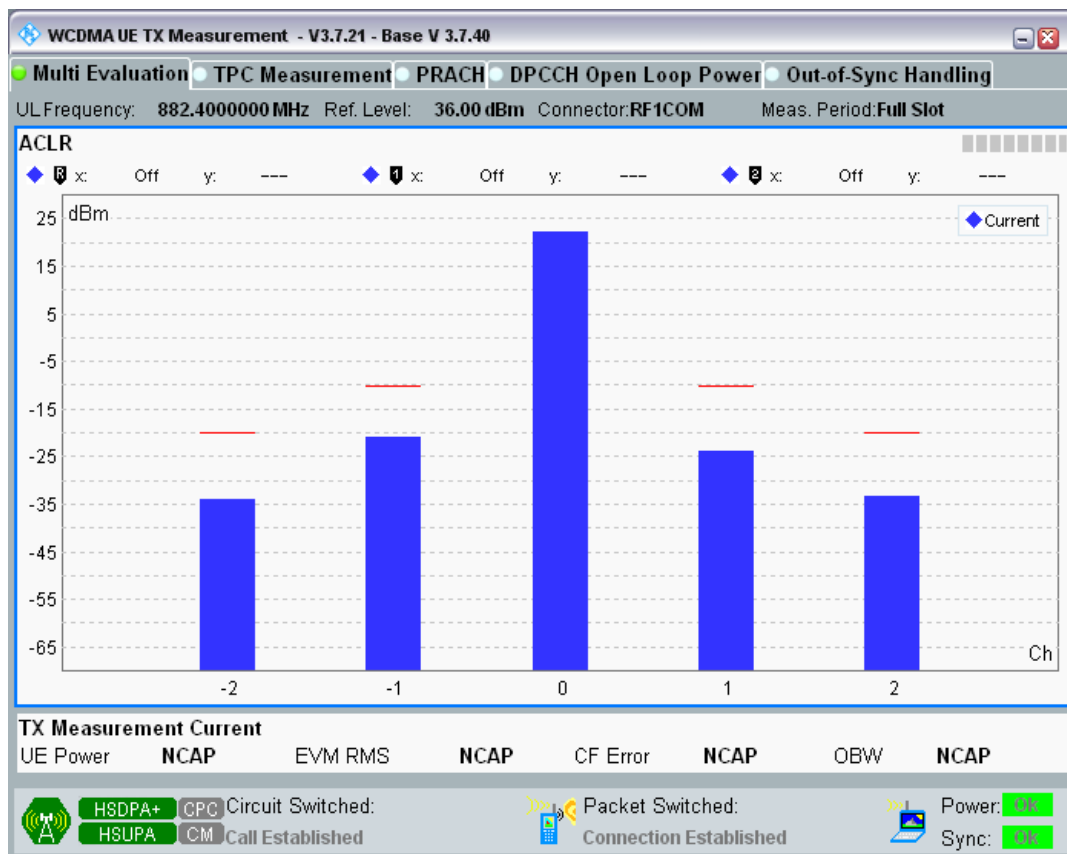 WCDMA UE TX Measurement - V3.7.21 - Base V 3.7.40
Multi Evaluation TPC Measurement PRACH DPCCH Open Loop Power Out-of-Sync Handling
UL Frequency: 882.4000000 MHz Ref. Level: 36.00 dBm Connector:RF1COM Meas. Period:Full Slot
ACLR
R x: Off y: --- 1 x: Off y: --- 2 x: Off y: ---
dBm
Current
25
15
5
-5
-15
-25
-35
-45
-55
-65
Ch
-2 -1 0 1 2
TX Measurement Current
UE Power NCAP EVM RMS NCAP CF Error NCAP OBW NCAP
HSDPA+ CPC Circuit Switched: Packet Switched: Power: Ok
HSUPA CM Call Established Connection Established Sync: Ok